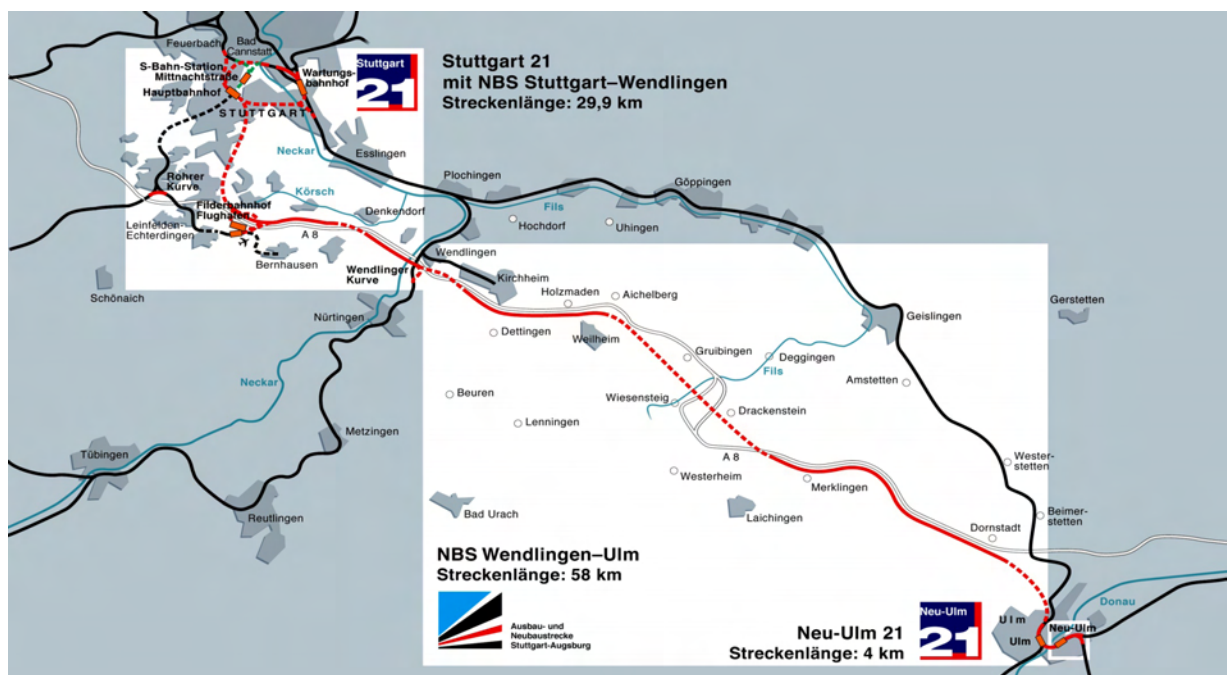 Feuerbach
Bad
Cannstatt
S-Bahn-Station
Mittnachtstraße
Hauptbahnhof
Wartungs-
bahnhof
STUTTGART
Stuttgart
21
Stuttgart 21
mit NBS Stuttgart–Wendlingen
Streckenlänge: 29,9 km
Neckar
Esslingen
Plochingen
Göppingen
Rohrer
Kurve
Körsch
Fils
Filderbahnhof
Flughafen
Denkendorf
Hochdorf
Uhingen
Leinfelden-
Echterdingen
A 8
Bernhausen
Wendlingen
Wendlinger
Kurve
Kirchheim
Schönaich
Holzmaden
Aichelberg
Gerstetten
Nürtingen
Geislingen
Dettingen
Weilheim
Gruibingen
Deggingen
Fils
Neckar
Amstetten
Beuren
Wiesensteig
Drackenstein
Lenningen
Metzingen
Tübingen
A 8
Wester-
stetten
Westerheim
Merklingen
Reutlingen
Bad Urach
Laichingen
Beimer-
stetten
Dornstadt
NBS Wendlingen–Ulm
Streckenlänge: 58 km
Ausbau- und
Neubaustrecke
Stuttgart-Augsburg
Neu-Ulm 21
Streckenlänge: 4 km
Neu-Ulm
21
Donau
Ulm
Neu-Ulm
Ulm